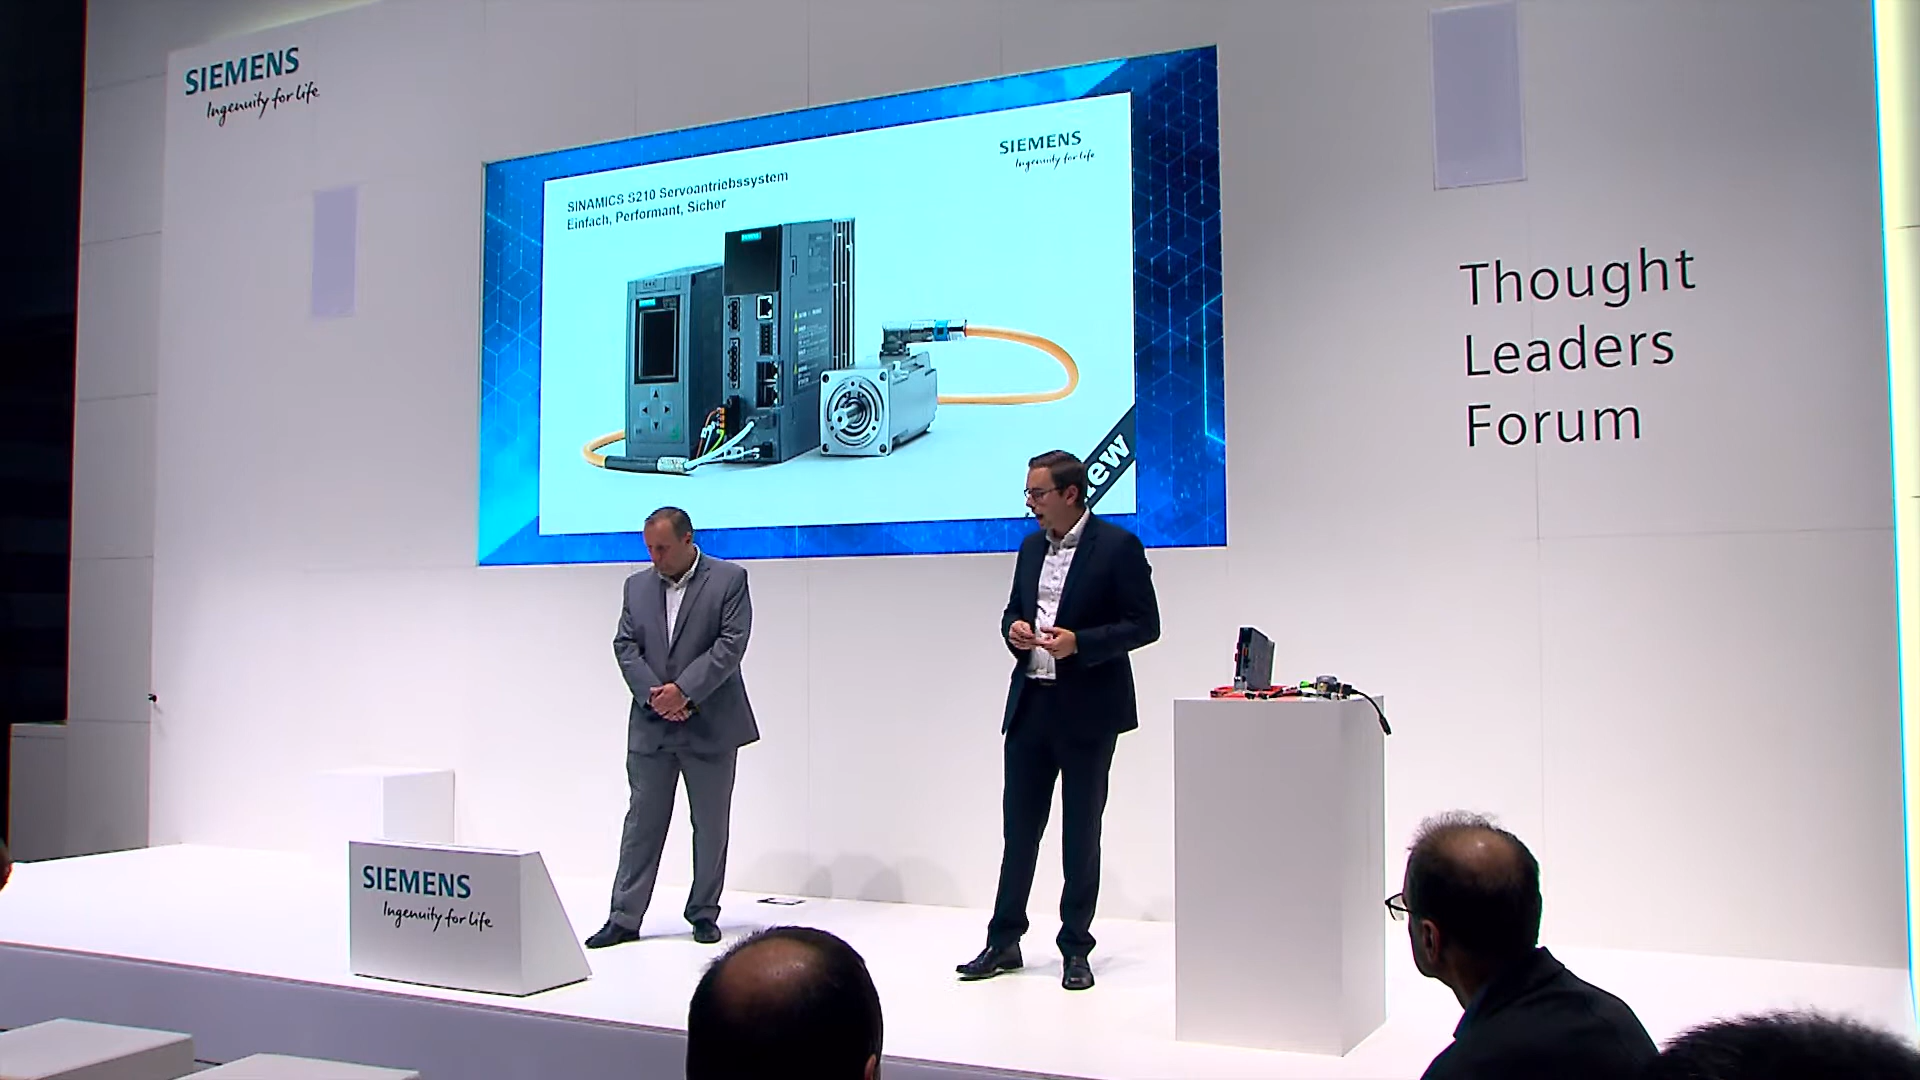 SIEMENS
Ingenuity for life
SIEMENS
Ingenuity for life
SINAMICS S210 Servoantriebssystem
Einfach, Performant, Sicher
Thought
Leaders
Forum
SIEMENS
Ingenuity for life